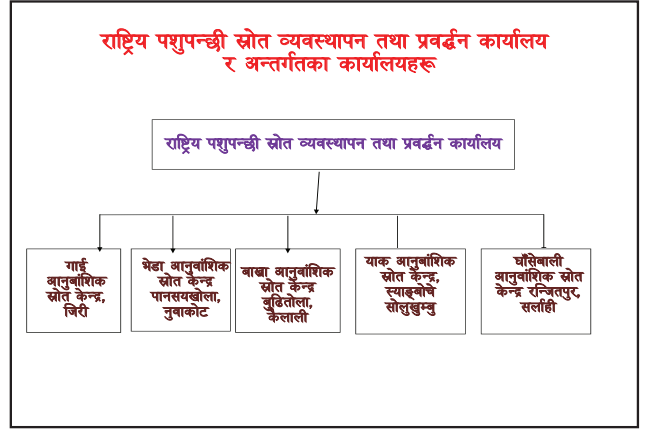 राष्ट्रिय पशुपन्छी स्रोत व्यवस्थापन तथा प्रवर्द्धन कार्यालय
र अन्तर्गतका कार्यालयहरू
राष्ट्रिय पशुपन्छी स्रोत व्यवस्थापन तथा प्रवर्द्धन कार्यालय
गाई
आनुबांशिक
स्रोत केन्द्र,
जिरी
भेडा आनुवांशिक
स्रोत केन्द्र
पानसयखोला,
नुवाकोट
बाख्रा आनुवांशिक
स्रोत केन्द्र
बुढितोला,
कैलाली
याक आनुबांशिक
स्रोत केन्द्र,
स्याङ्बोचे
सोलुखुम्बु
घाँसेबाली
आनुवांशिक स्रोत
केन्द्र रन्जितपुर,
सर्लाही